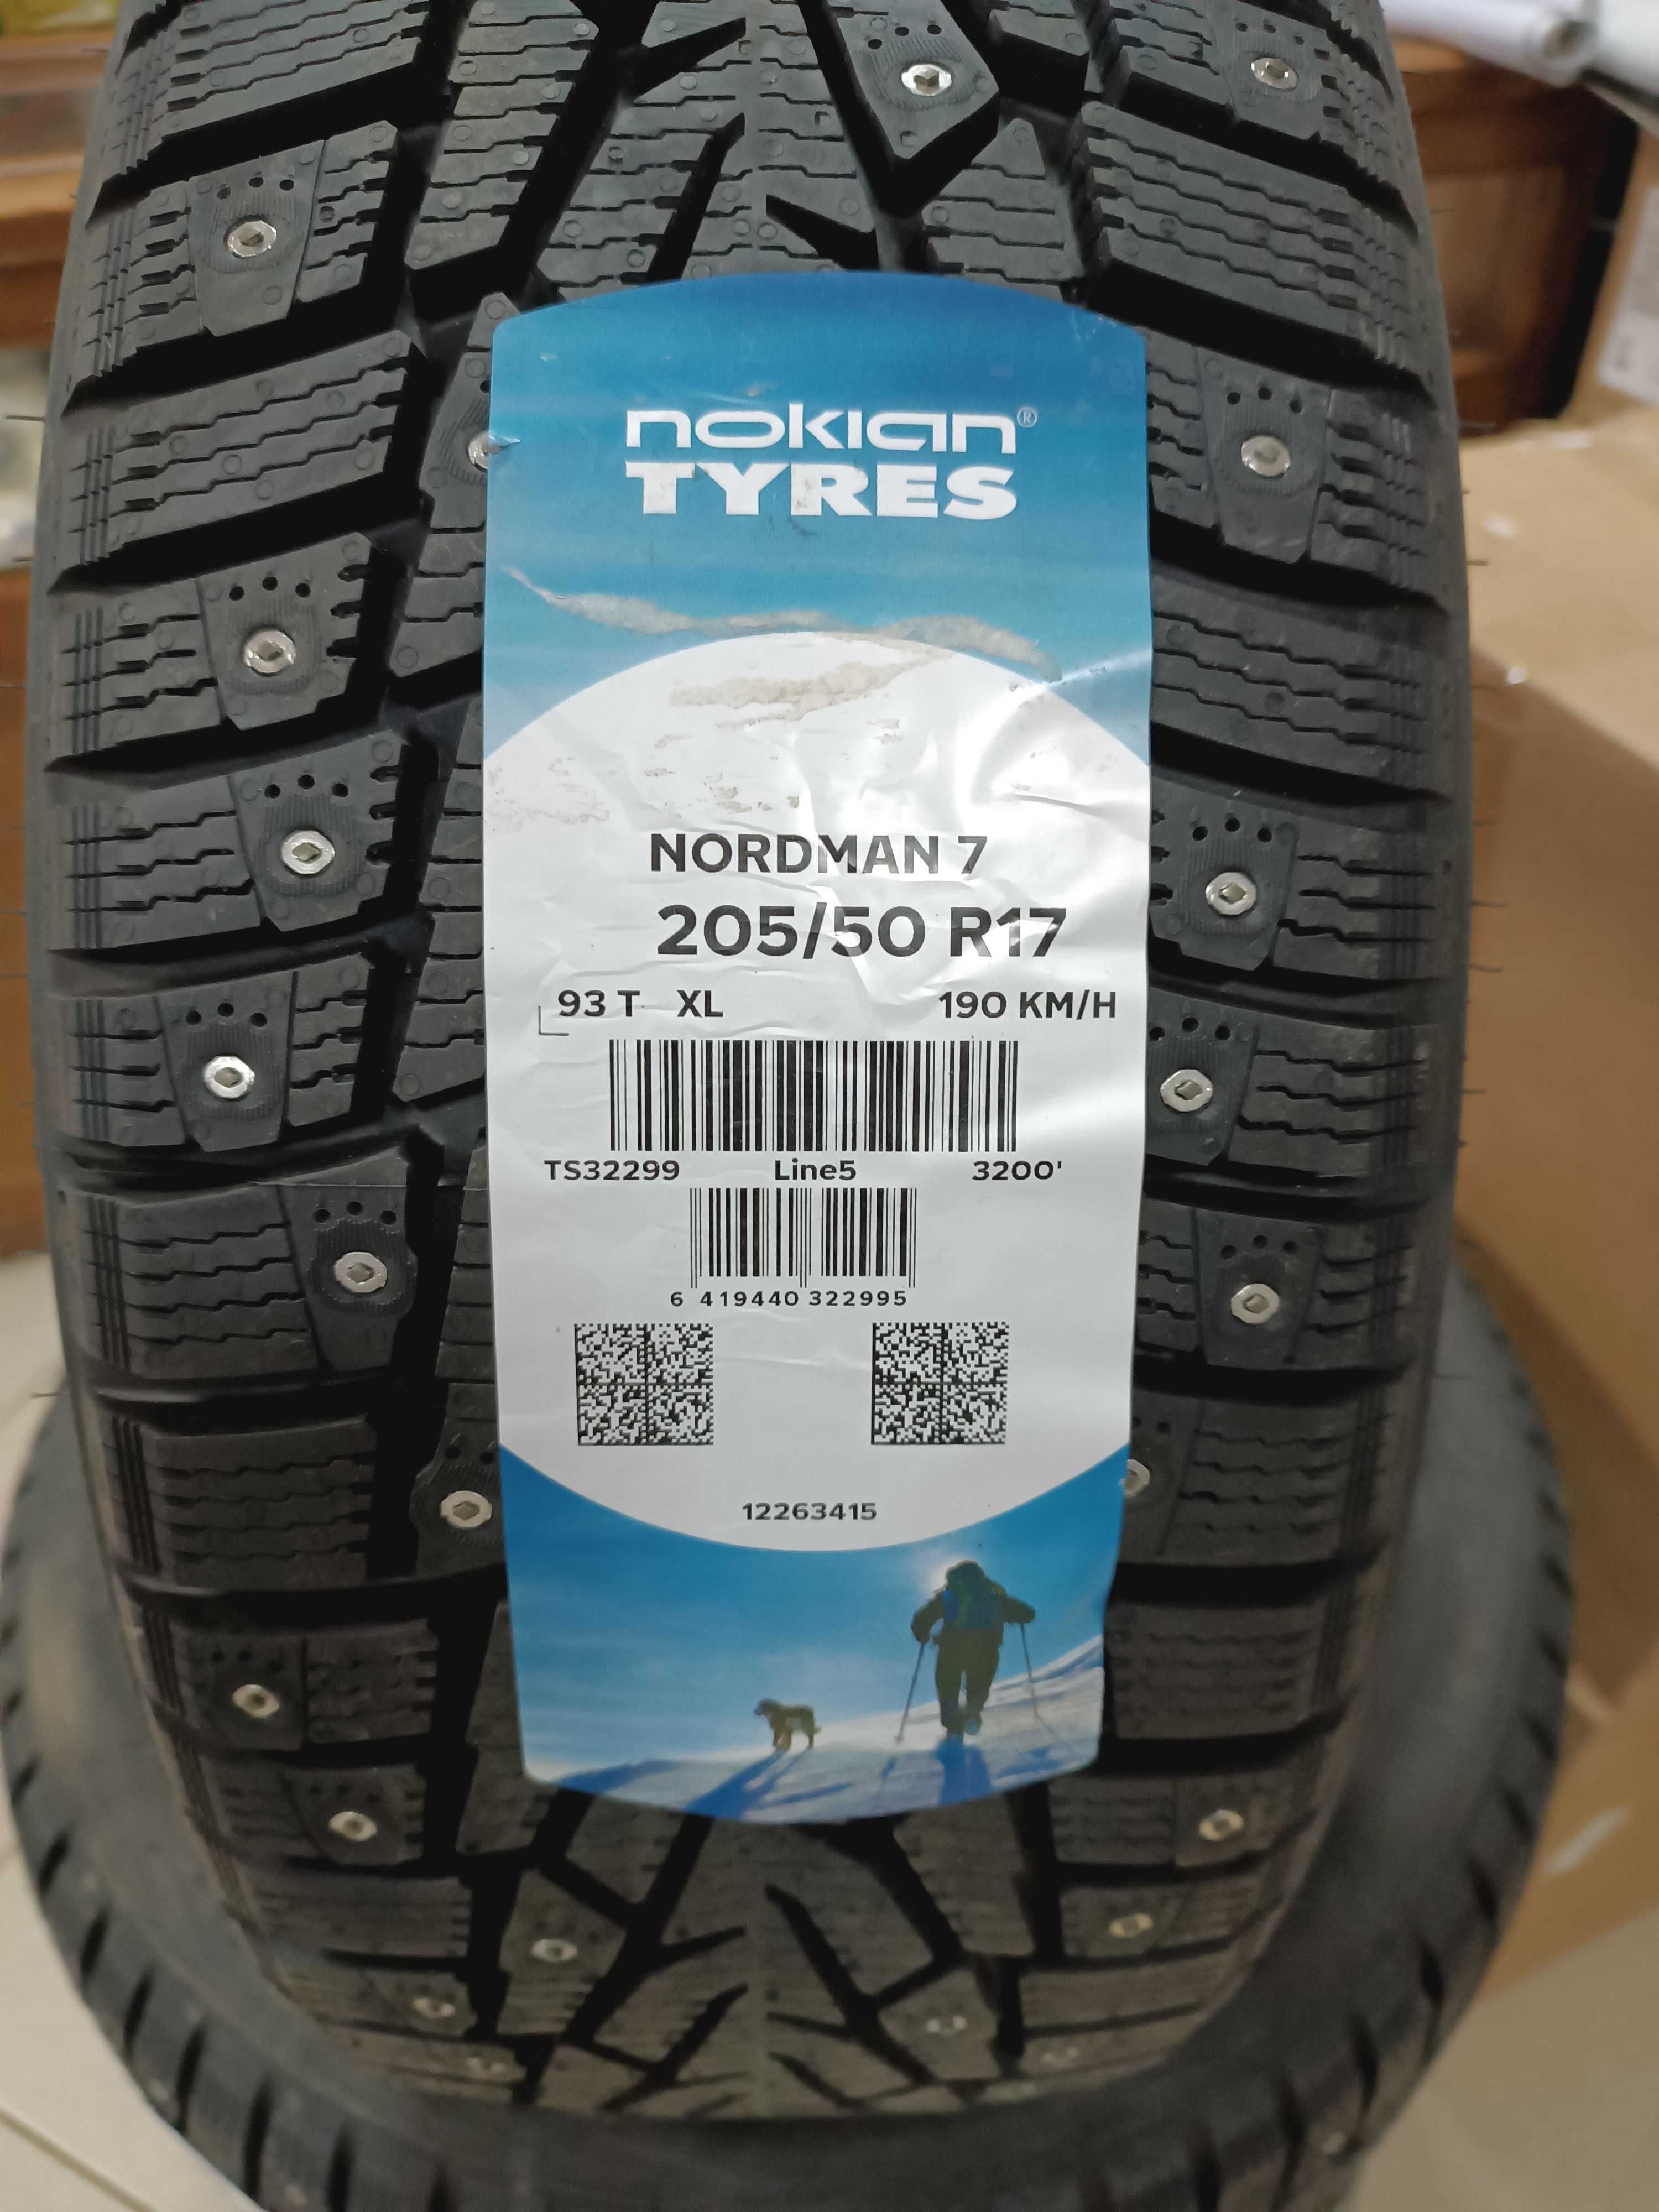 nokian®
TYRES
NORDMAN 7
205/50 R17
93 T XL 190 KM/H
TS32299 Line5 3200'
6 419440 322995
12263415